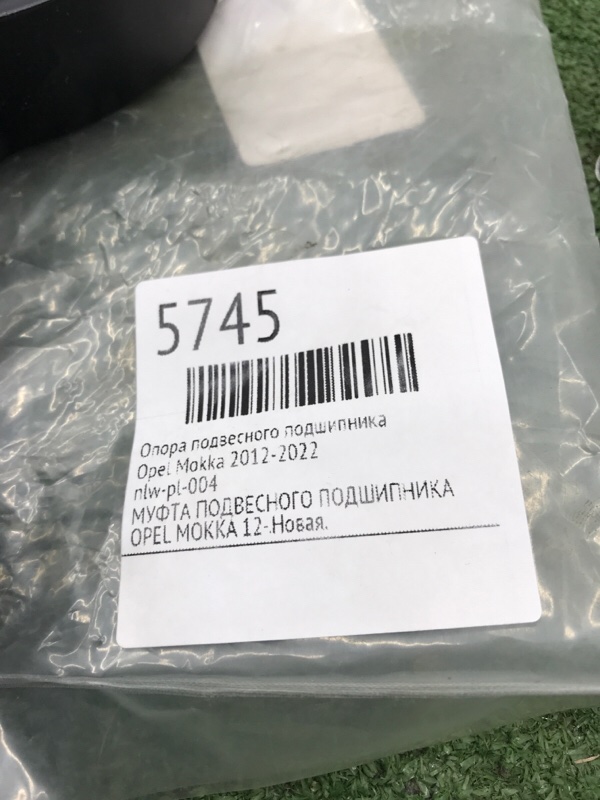 5745
Опора подвесного подшипника
Opel Mokka 2012-2022
nlw-pl-004
МУФТА ПОДВЕСНОГО ПОДШИПНИКА
OPEL MOKKA 12-.Новая.